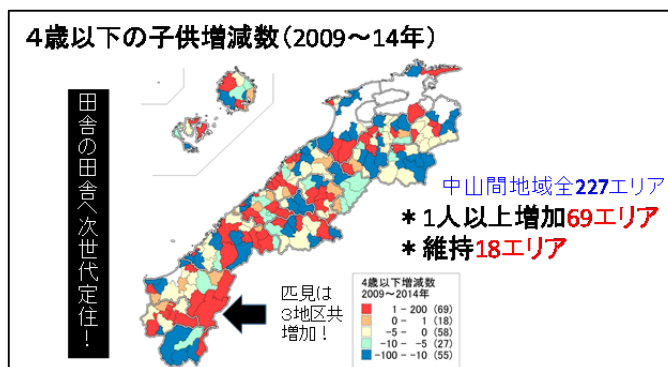 4歳以下の子供増減数(2009～14年)
田舎の田舎へ次世代定住！
中山間地域全227エリア
＊1人以上増加69エリア
＊維持18エリア
匹見は
3地区共
増加！
4歳以下増減数
2009～2014年
1 - 200 (69)
0 - 1 (18)
-5 - 0 (58)
-10 - -5 (27)
-100 - -10 (55)